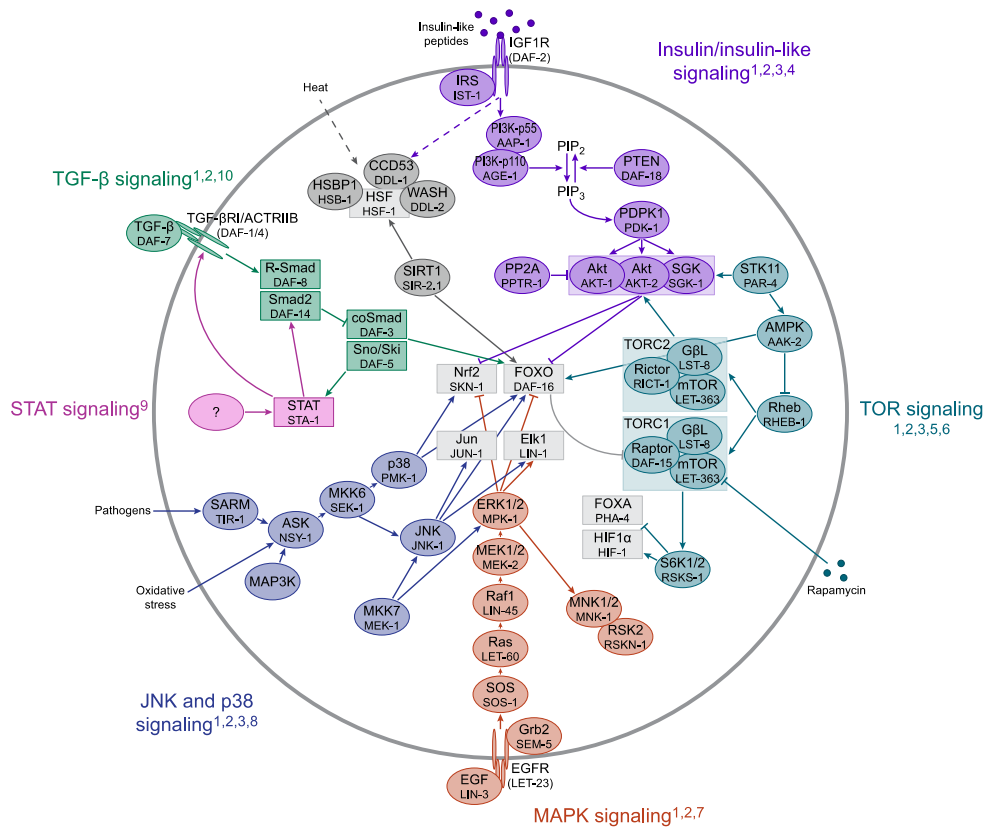 Insulin-like
peptides
IGF1R
(DAF-2)
Insulin/insulin-like
signaling1,2,3,4
IRS
IST-1
Heat
PI3K-p55
AAP-1
PI3K-p110
AGE-1
PIP2
PIP3
PTEN
DAF-18
CCD53
DDL-1
HSBP1
HSB-1
WASH
DDL-2
HSF
HSF-1
TGF-β signaling1,2,10
TGF-βRI/ACTRIIB
(DAF-1/4)
TGF-β
DAF-7
PDPK1
PDK-1
R-Smad
DAF-8
Smad2
DAF-14
SIRT1
SIR-2.1
PP2A
PPTR-1
Akt
AKT-1
Akt
AKT-2
SGK
SGK-1
STK11
PAR-4
coSmad
DAF-3
Sno/Ski
DAF-5
AMPK
AAK-2
TORC2
GβL
LST-8
Rictor
RICT-1
mTOR
LET-363
Nrf2
SKN-1
FOXO
DAF-16
STAT signaling9
?
STAT
STA-1
Rheb
RHEB-1
TOR signaling
1,2,3,5,6
TORC1
GβL
LST-8
Raptor
DAF-15
mTOR
LET-363
Jun
JUN-1
Elk1
LIN-1
p38
PMK-1
MKK6
SEK-1
Pathogens
SARM
TIR-1
ASK
NSY-1
JNK
JNK-1
ERK1/2
MPK-1
FOXA
PHA-4
HIF1α
HIF-1
S6K1/2
RSKS-1
Rapamycin
MAP3K
Oxidative
stress
MEK1/2
MEK-2
MKK7
MEK-1
Raf1
LIN-45
MNK1/2
MNK-1
RSK2
RSKN-1
Ras
LET-60
SOS
SOS-1
JNK and p38
signaling1,2,3,8
Grb2
SEM-5
EGFR
(LET-23)
EGF
LIN-3
MAPK signaling1,2,7